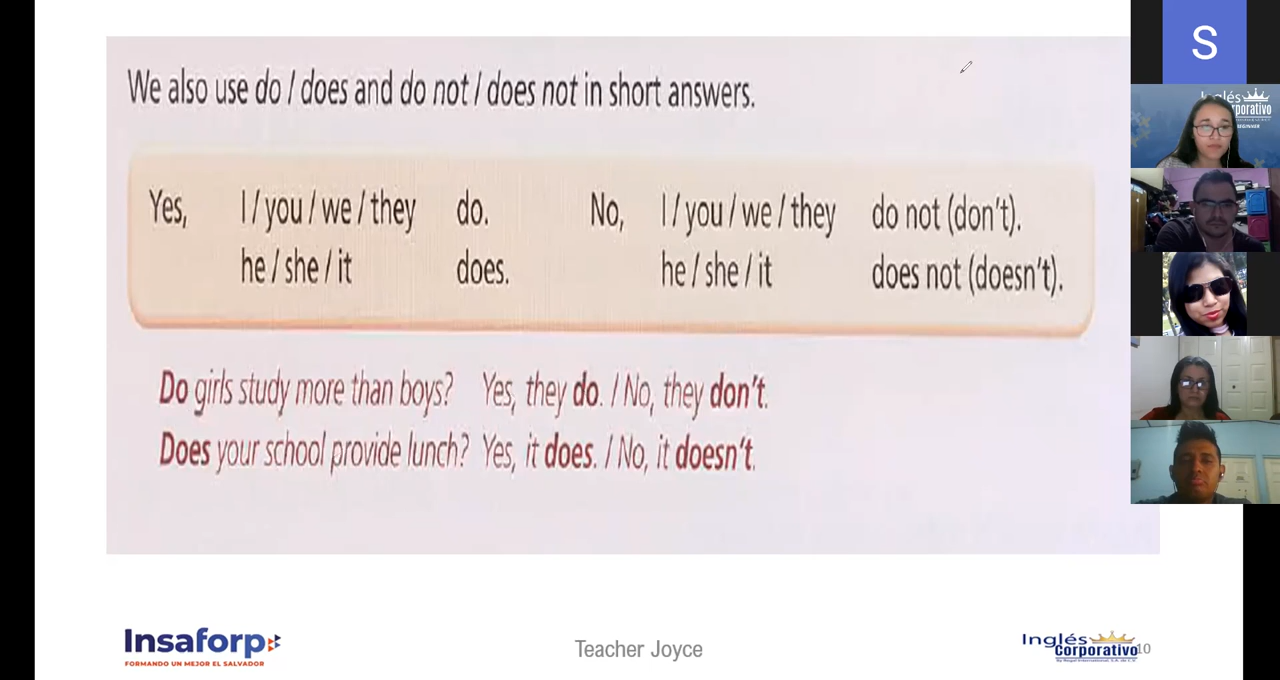 We also use do / does and do not / does not in short answers.
Yes, I / you / we / they do. No, I / you / we / they do not (don't).
he / she / it does. he / she / it does not (doesn't).
Do girls study more than boys? Yes, they do. / No, they don't.
Does your school provide lunch? Yes, it does. / No, it doesn't.
Insaforp
FORMANDO UN MEJOR EL SALVADOR
Teacher Joyce
Inglés
Corporativo
10
S
Inglés